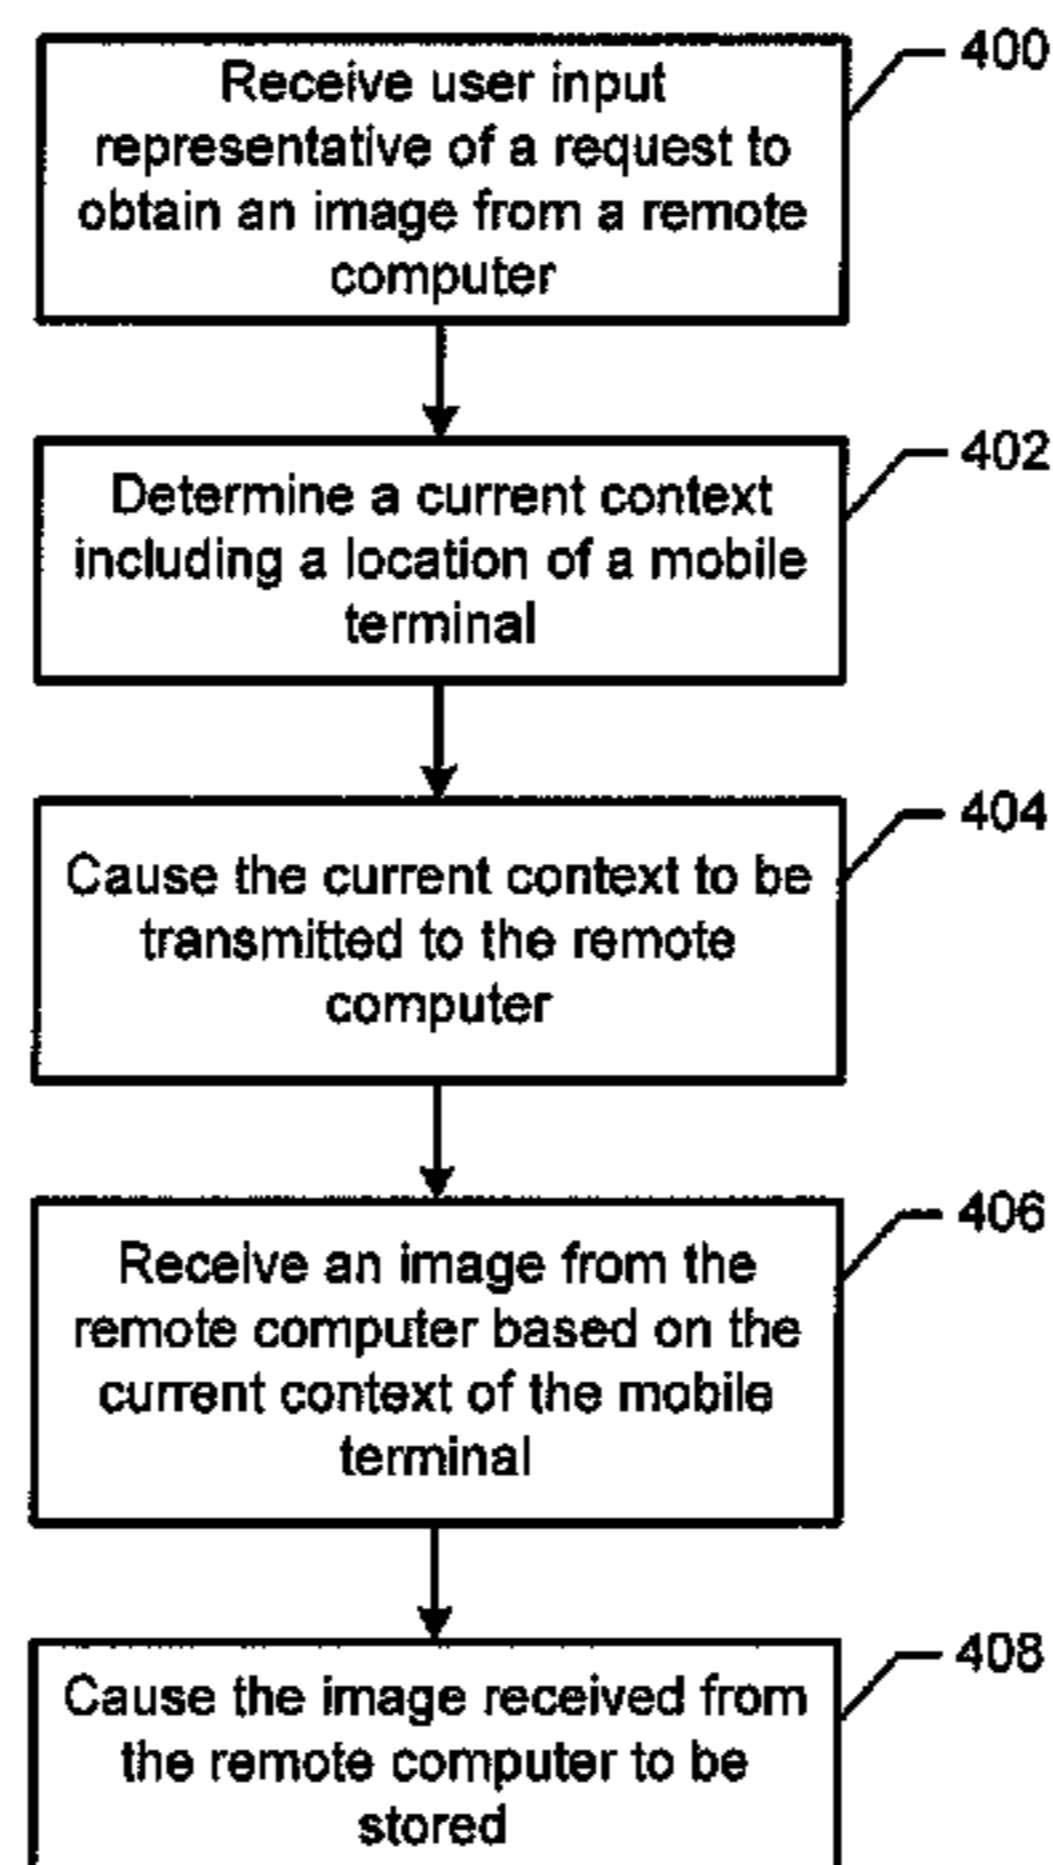 400
Receive user input
representative of a request to
obtain an image from a remote
computer
402
Determine a current context
including a location of a mobile
terminal
404
Cause the current context to be
transmitted to the remote
computer
406
Receive an image from the
remote computer based on the
current context of the mobile
terminal
408
Cause the image received from
the remote computer to be
stored